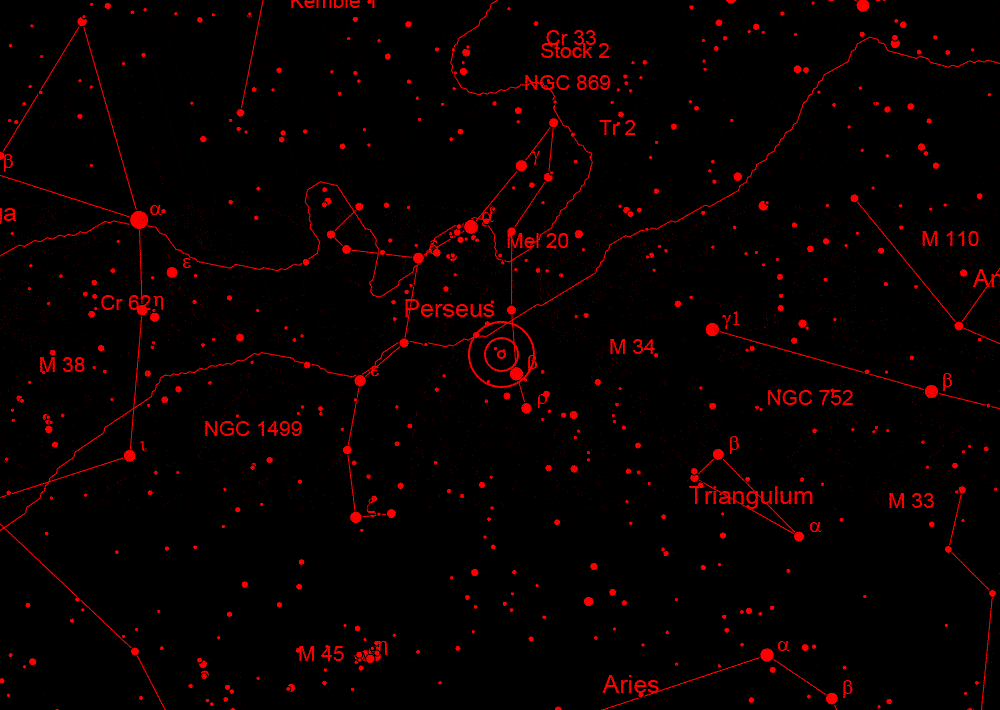 Kemble 1
Cr 33
Stock 2
NGC 869
Tr 2
γ
β
α
ga
α
Mel 20
M 110
ε
Cr 62
η
Perseus
γ1
M 34
β
M 38
ε
β
NGC 752
ρ
NGC 1499
β
ι
Triangulum
M 33
ζ
α
M 45
η
α
Aries
β